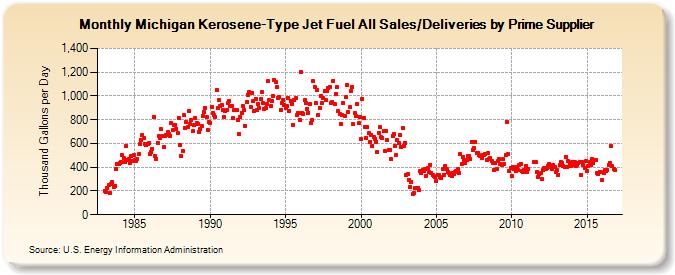 Monthly Michigan Kerosene-Type Jet Fuel All Sales/Deliveries by Prime Supplier
Thousand Gallons per Day
1,400
1,200
1,000
800
600
400
200
0
1985 1990 1995 2000 2005 2010 2015
Source: U.S. Energy Information Administration